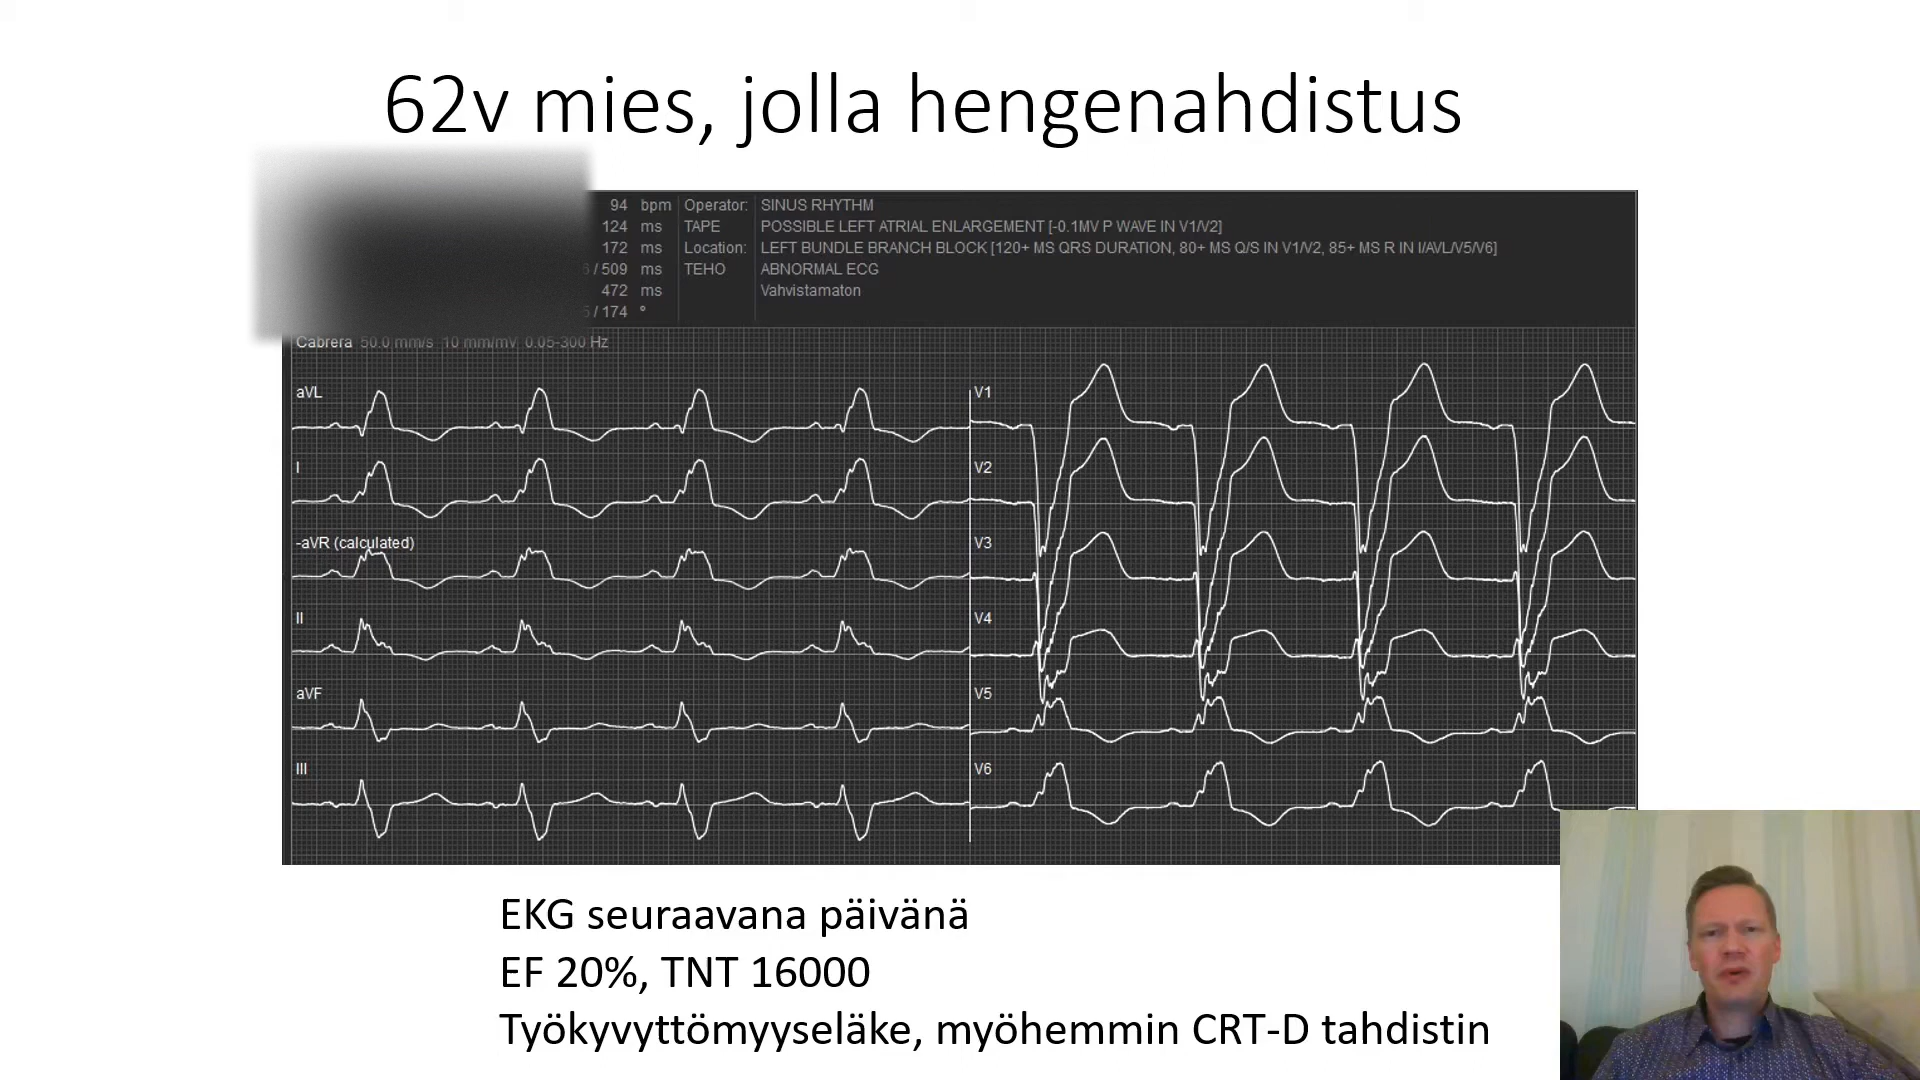 62v mies, jolla hengenahdistus
94 bpm Operator: SINUS RHYTHM
124 ms TAPE POSSIBLE LEFT ATRIAL ENLARGEMENT [-0.1MV P WAVE IN V1/V2]
172 ms Location: LEFT BUNDLE BRANCH BLOCK [120+ MS QRS DURATION, 80+ MS Q/S IN V1/V2, 85+ MS R IN I/AVL/V5/V6]
/ 509 ms TEHO ABNORMAL ECG
472 ms Vahvistamaton
/ 174 °
Cabrera 50.0 mm/s 10 mm/mV 0.05-300 Hz
aVL
I
-aVR (calculated)
II
aVF
III
V1
V2
V3
V4
V5
V6
EKG seuraavana päivänä
EF 20%, TNT 16000
Työkyvyttömyyseläke, myöhemmin CRT-D tahdistin